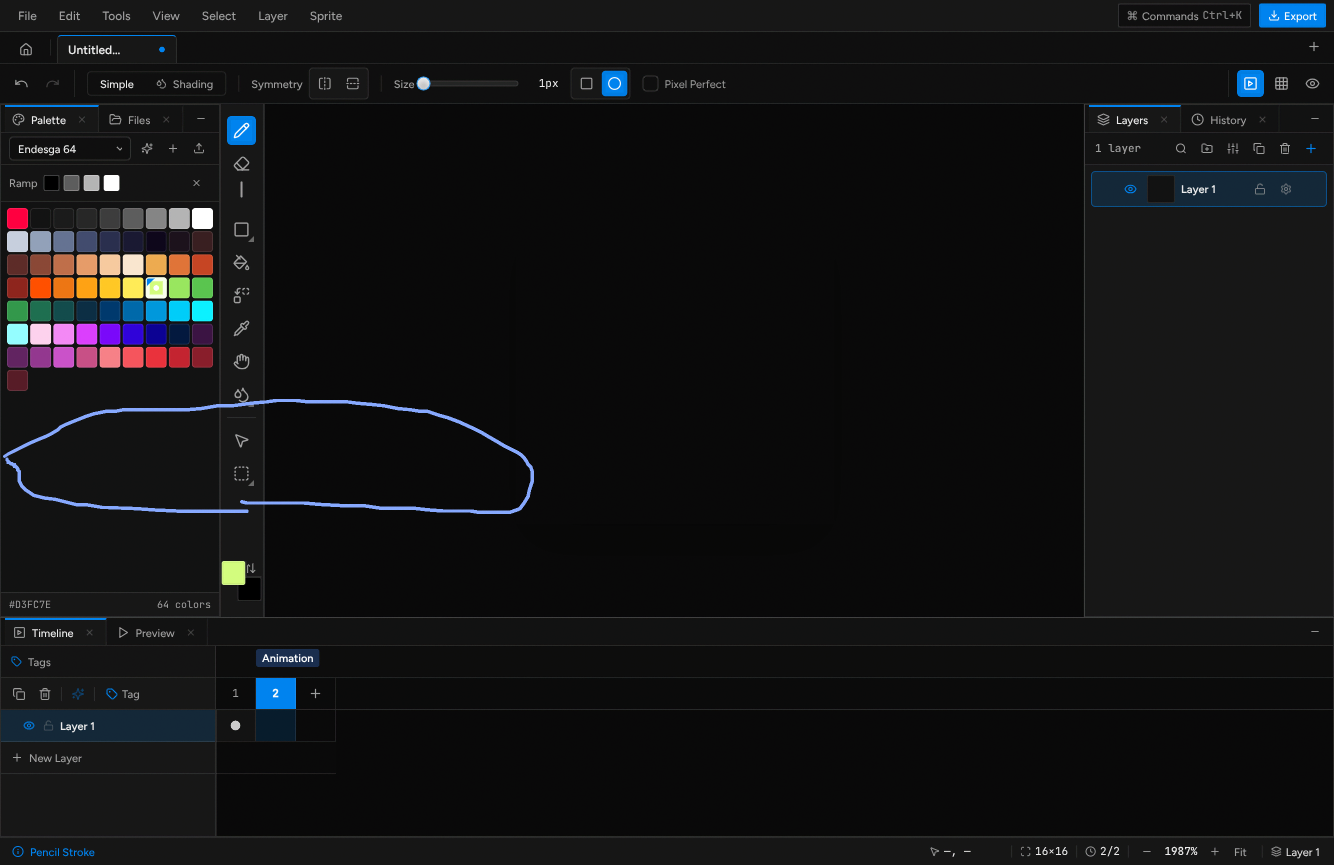 File Edit Tools View Select Layer Sprite
Commands Ctrl+K Export
Untitled...
Simple Shading Symmetry Size 1px Pixel Perfect
Palette Files
Endesga 64
Ramp
#D3FC7E 64 colors
Layers History
1 layer
Layer 1
Timeline Preview
Tags Animation
Tag 1 2
Layer 1
New Layer
Pencil Stroke
—, — 16×16 2/2 1987% Fit Layer 1